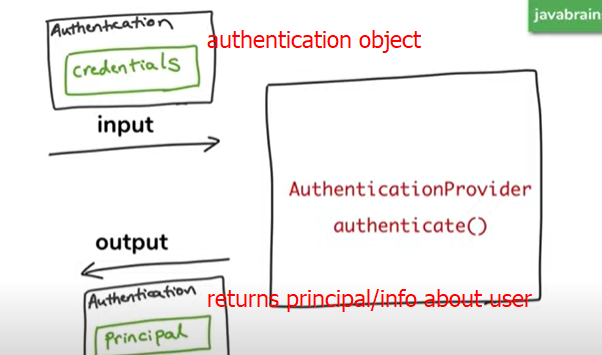 javabrain
Authentication
authentication object
credentials
input
AuthenticationProvider
authenticate()
output
Authentication
returns principal/info about user
Principal